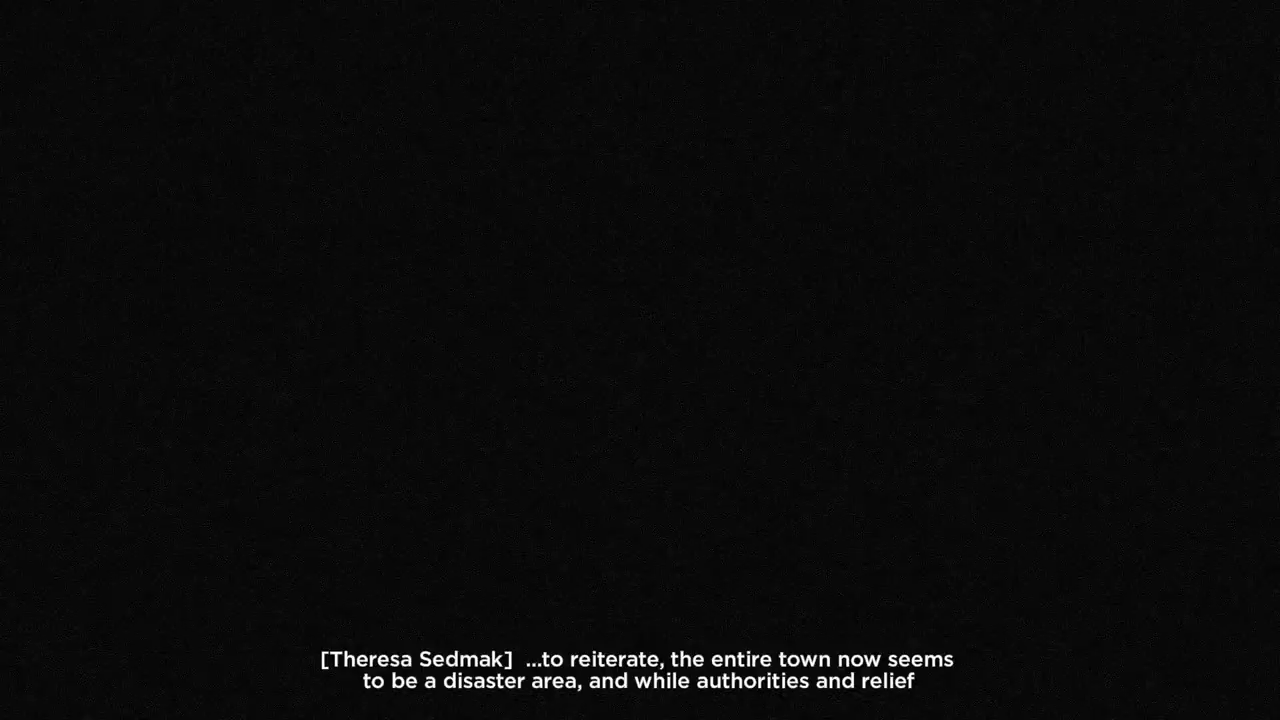 [Theresa Sedmak] ...to reiterate, the entire town now seems
to be a disaster area, and while authorities and relief